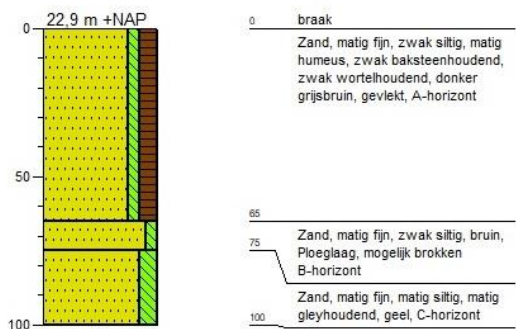 22,9 m +NAP
0
50
100
0
braak
Zand, matig fijn, zwak siltig, matig
humeus, zwak baksteenhoudend,
zwak wortelhoudend, donker
grijsbruin, gevlekt, A-horizont
65
Zand, matig fijn, zwak siltig, bruin,
Ploeglaag, mogelijk brokken
B-horizont
75
Zand, matig fijn, matig siltig, matig
gleyhoudend, geel, C-horizont
100